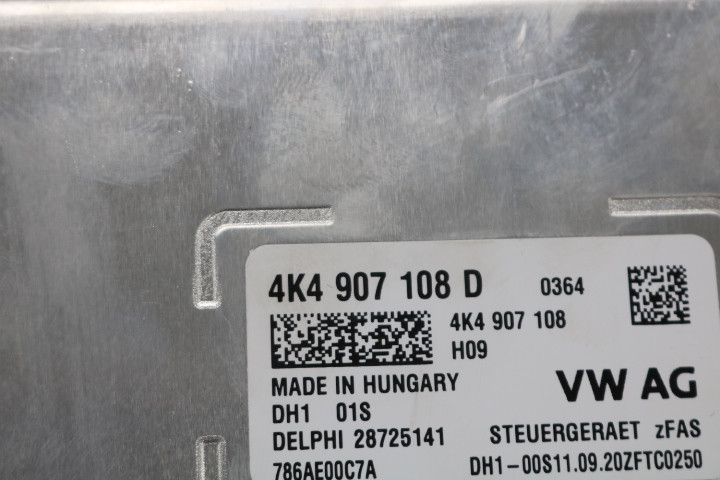 4K4 907 108 D 0364
4K4 907 108
H09
MADE IN HUNGARY
VW AG
DH1 01S
DELPHI 28725141 STEUERGERAET zFAS
786AE00C7A DH1-00S11.09.20ZFTC0250